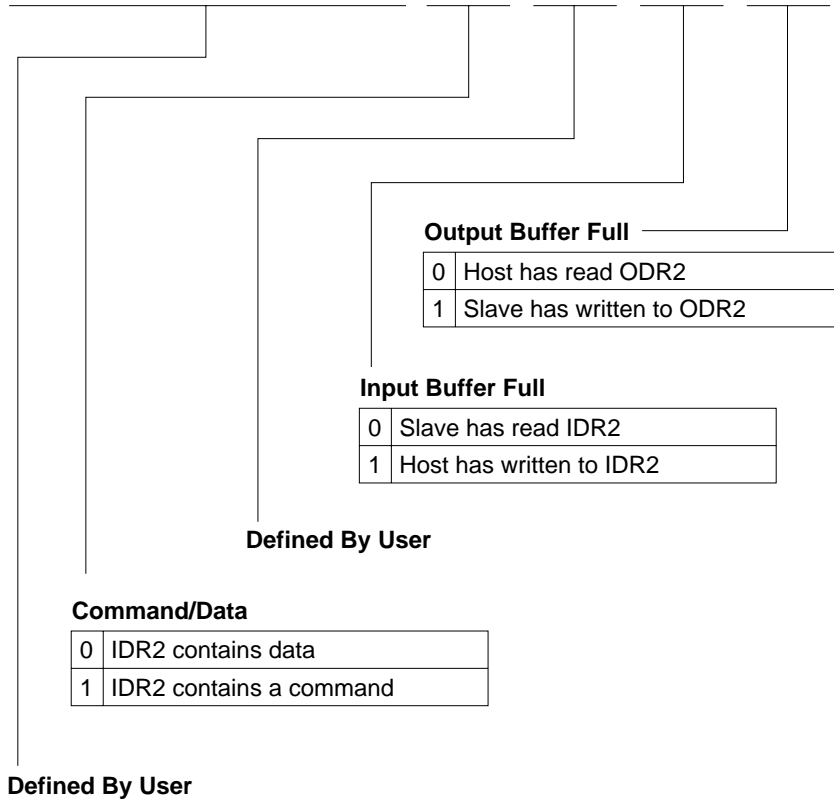 Output Buffer Full
0 Host has read ODR2
1 Slave has written to ODR2
Input Buffer Full
0 Slave has read IDR2
1 Host has written to IDR2
Defined By User
Command/Data
0 IDR2 contains data
1 IDR2 contains a command
Defined By User